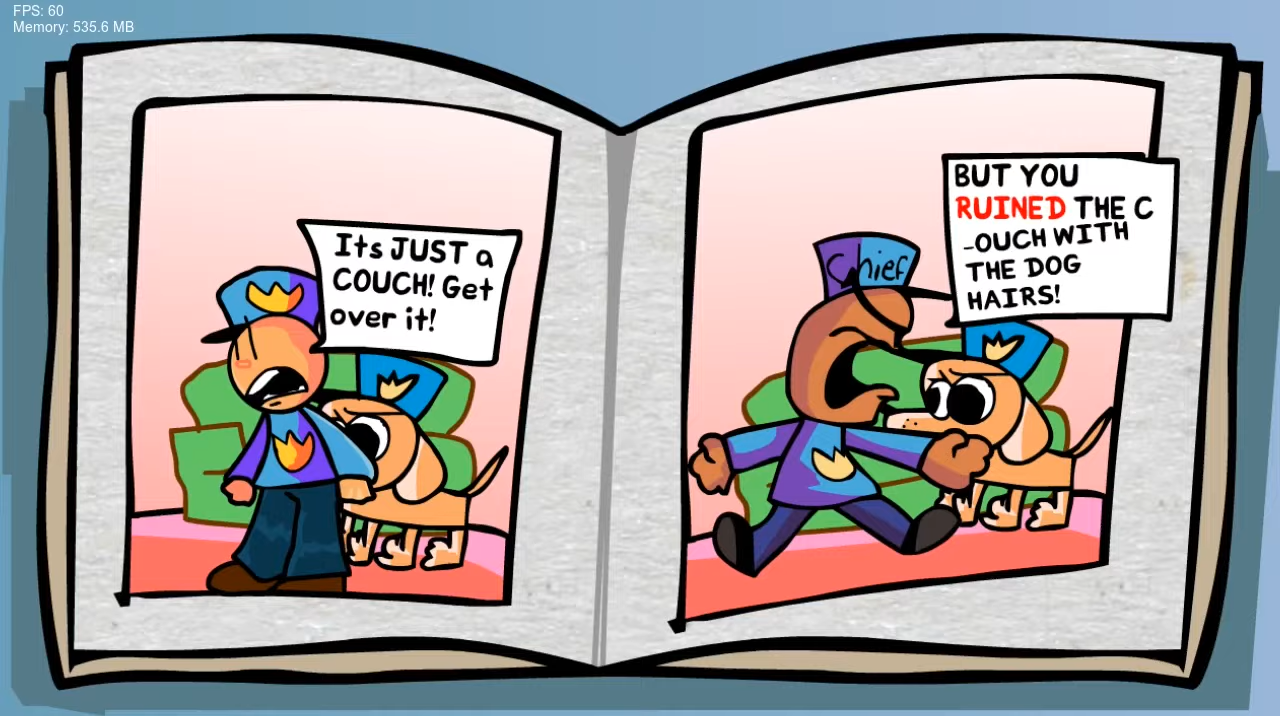 FPS: 60
Memory: 535.6 MB
Its JUST a
COUCH! Get
over it!
BUT YOU
RUINED THE C
-OUCH WITH
THE DOG
HAIRS!
Chief